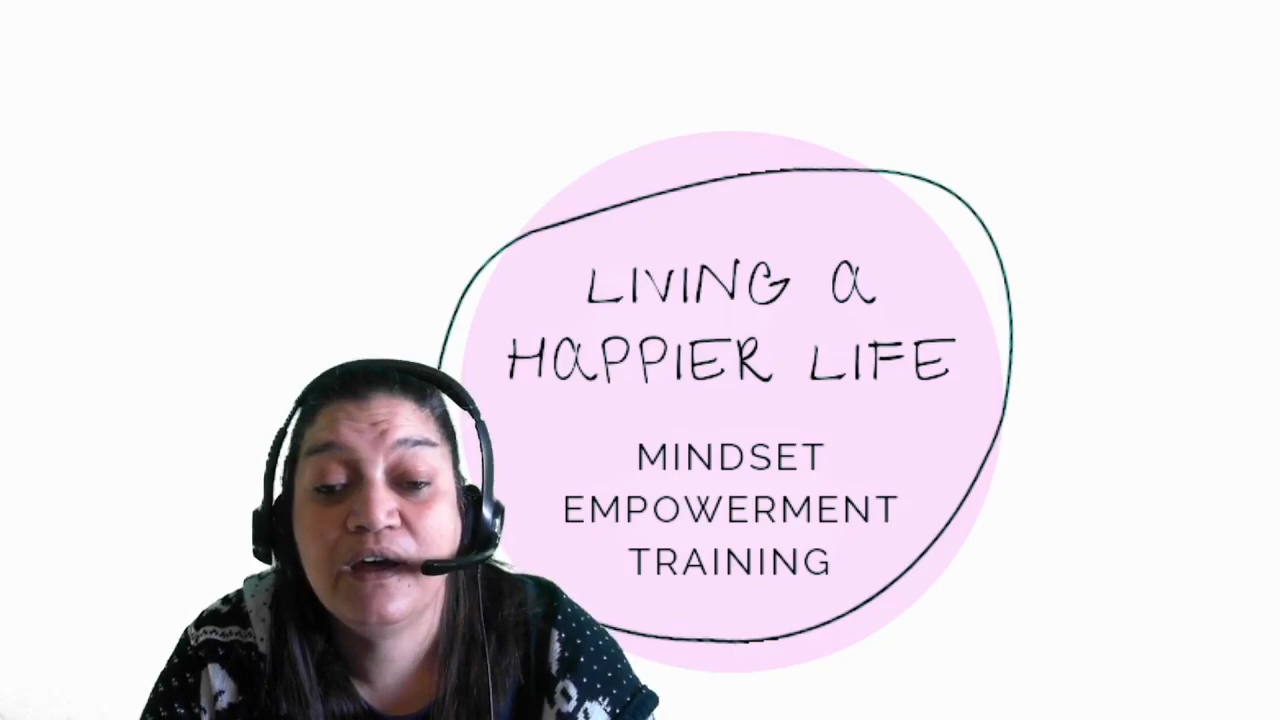 LIVING A
HAPPIER LIFE
MINDSET
EMPOWERMENT
TRAINING